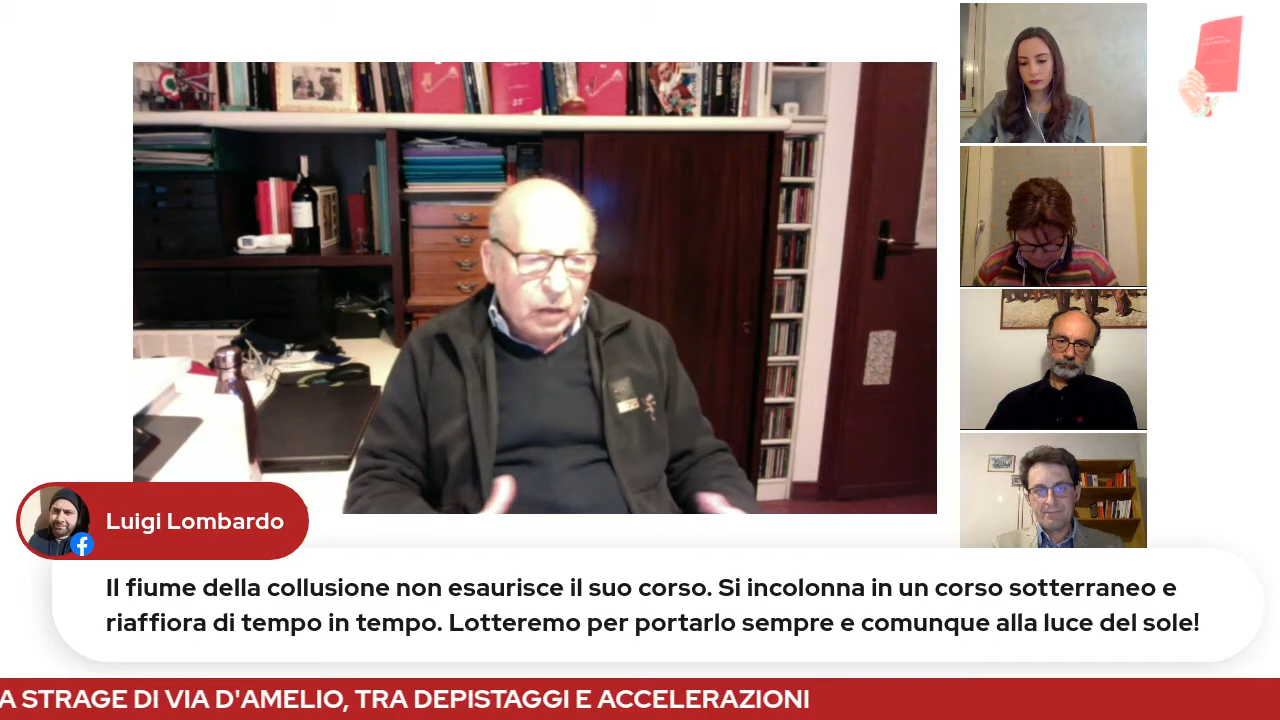 Luigi Lombardo
Il fiume della collusione non esaurisce il suo corso. Si incolonna in un corso sotterraneo e
riaffiora di tempo in tempo. Lotteremo per portarlo sempre e comunque alla luce del sole!
A STRAGE DI VIA D'AMELIO, TRA DEPISTAGGI E ACCELERAZIONI